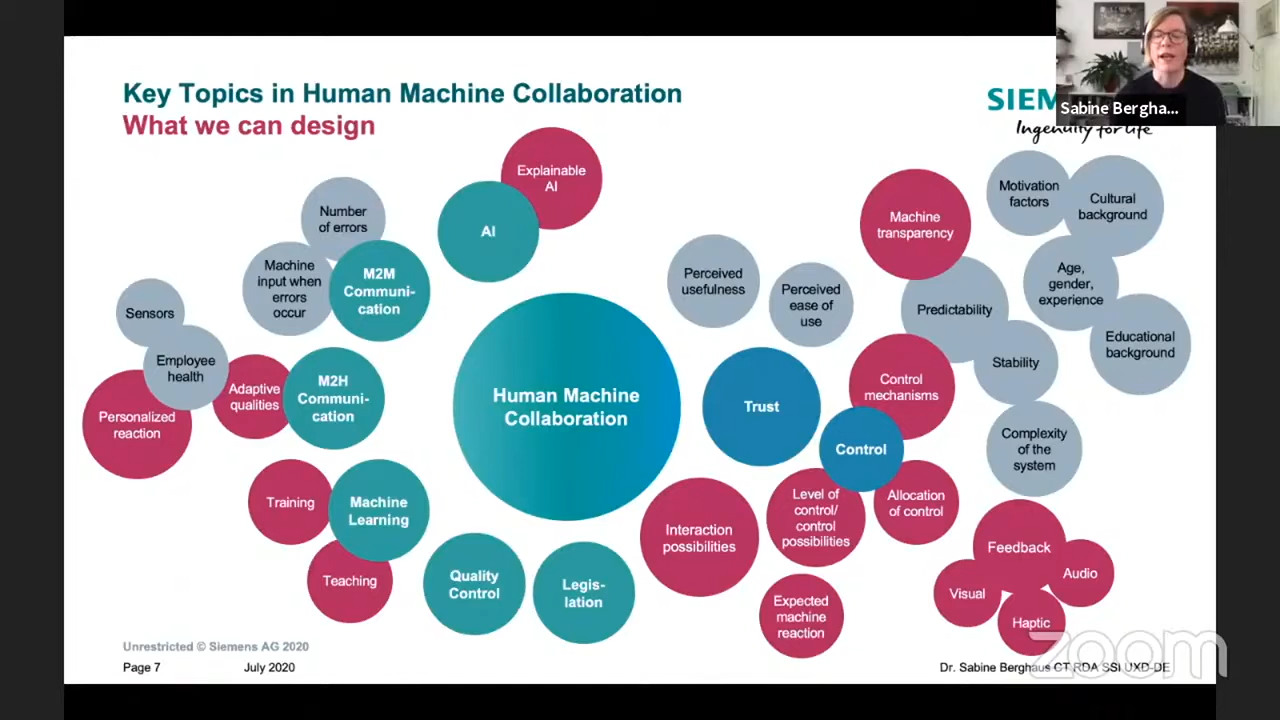 Key Topics in Human Machine Collaboration
What we can design
SIEM
Ingenuity for life
Sabine Bergha...
Explainable
AI
AI
Number
of errors
Machine
input when
errors
occur
M2M
Communi-
cation
Sensors
Employee
health
Personalized
reaction
Adaptive
qualities
M2H
Communi-
cation
Training
Machine
Learning
Teaching
Quality
Control
Legis-
lation
Human Machine
Collaboration
Perceived
usefulness
Perceived
ease of
use
Trust
Machine
transparency
Predictability
Stability
Control
mechanisms
Control
Complexity
of the
system
Motivation
factors
Cultural
background
Age,
gender,
experience
Educational
background
Interaction
possibilities
Level of
control/
control
possibilities
Allocation
of control
Expected
machine
reaction
Feedback
Visual
Audio
Haptic
Unrestricted © Siemens AG 2020
Page 7
July 2020
Dr. Sabine Berghaus CT RDA SSI UXD-DE
zoom